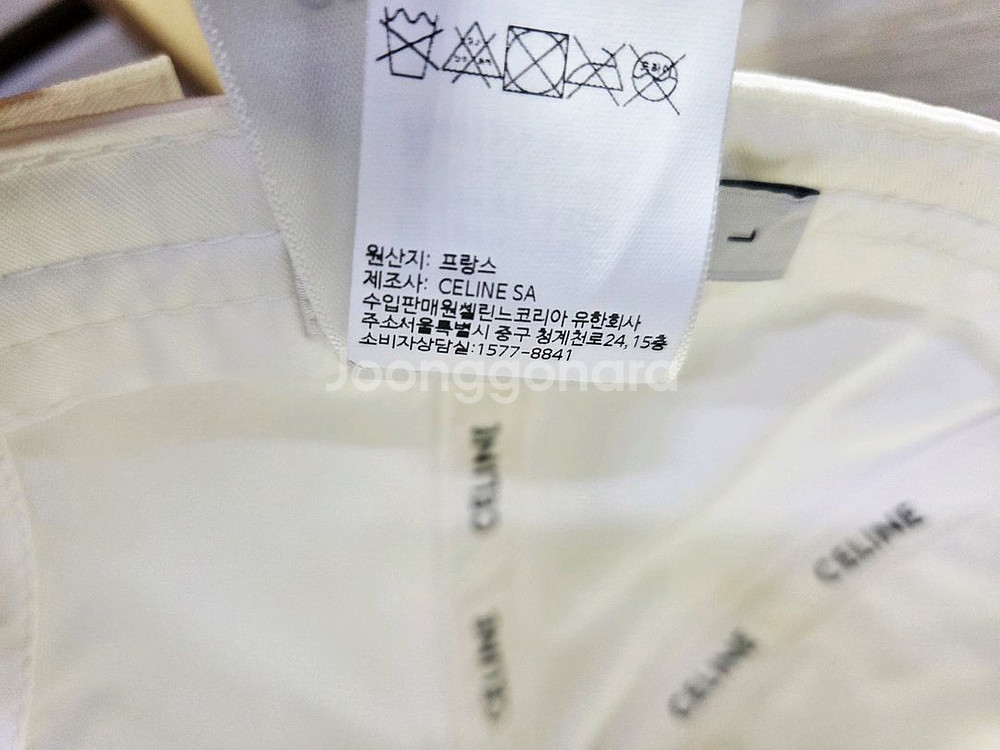 드라이
원산지: 프랑스
제조사: CELINE SA
수입판매원셀린느코리아 유한회사
주소서울특별시 중구 청계천로24,15층
소비자상담실:1577-8841
Joonggonara
L
CELINE
CELINE
CELINE
CELINE